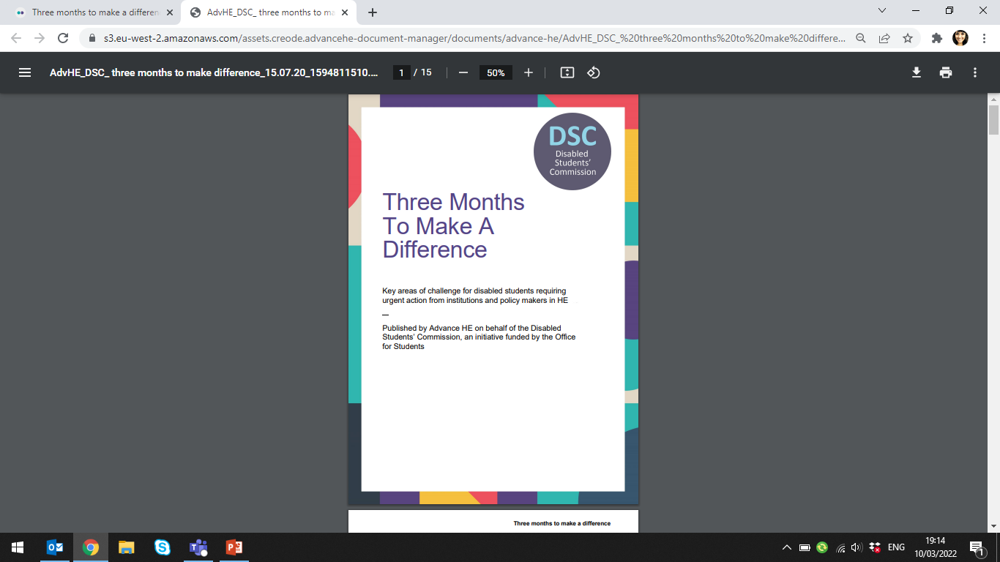 Three months to make a differen
AdvHE_DSC_ three months to ma
s3.eu-west-2.amazonaws.com/assets.creode.advancehe-document-manager/documents/advance-he/AdvHE_DSC_%20three%20months%20to%20make%20differe...
AdvHE_DSC_ three months to make difference_15.07.20_1594811510....
1 / 15
50%
DSC
Disabled
Students'
Commission
Three Months
To Make A
Difference
Key areas of challenge for disabled students requiring
urgent action from institutions and policy makers in HE
—
Published by Advance HE on behalf of the Disabled
Students' Commission, an initiative funded by the Office
for Students
Three months to make a difference
ENG
19:14
10/03/2022
1